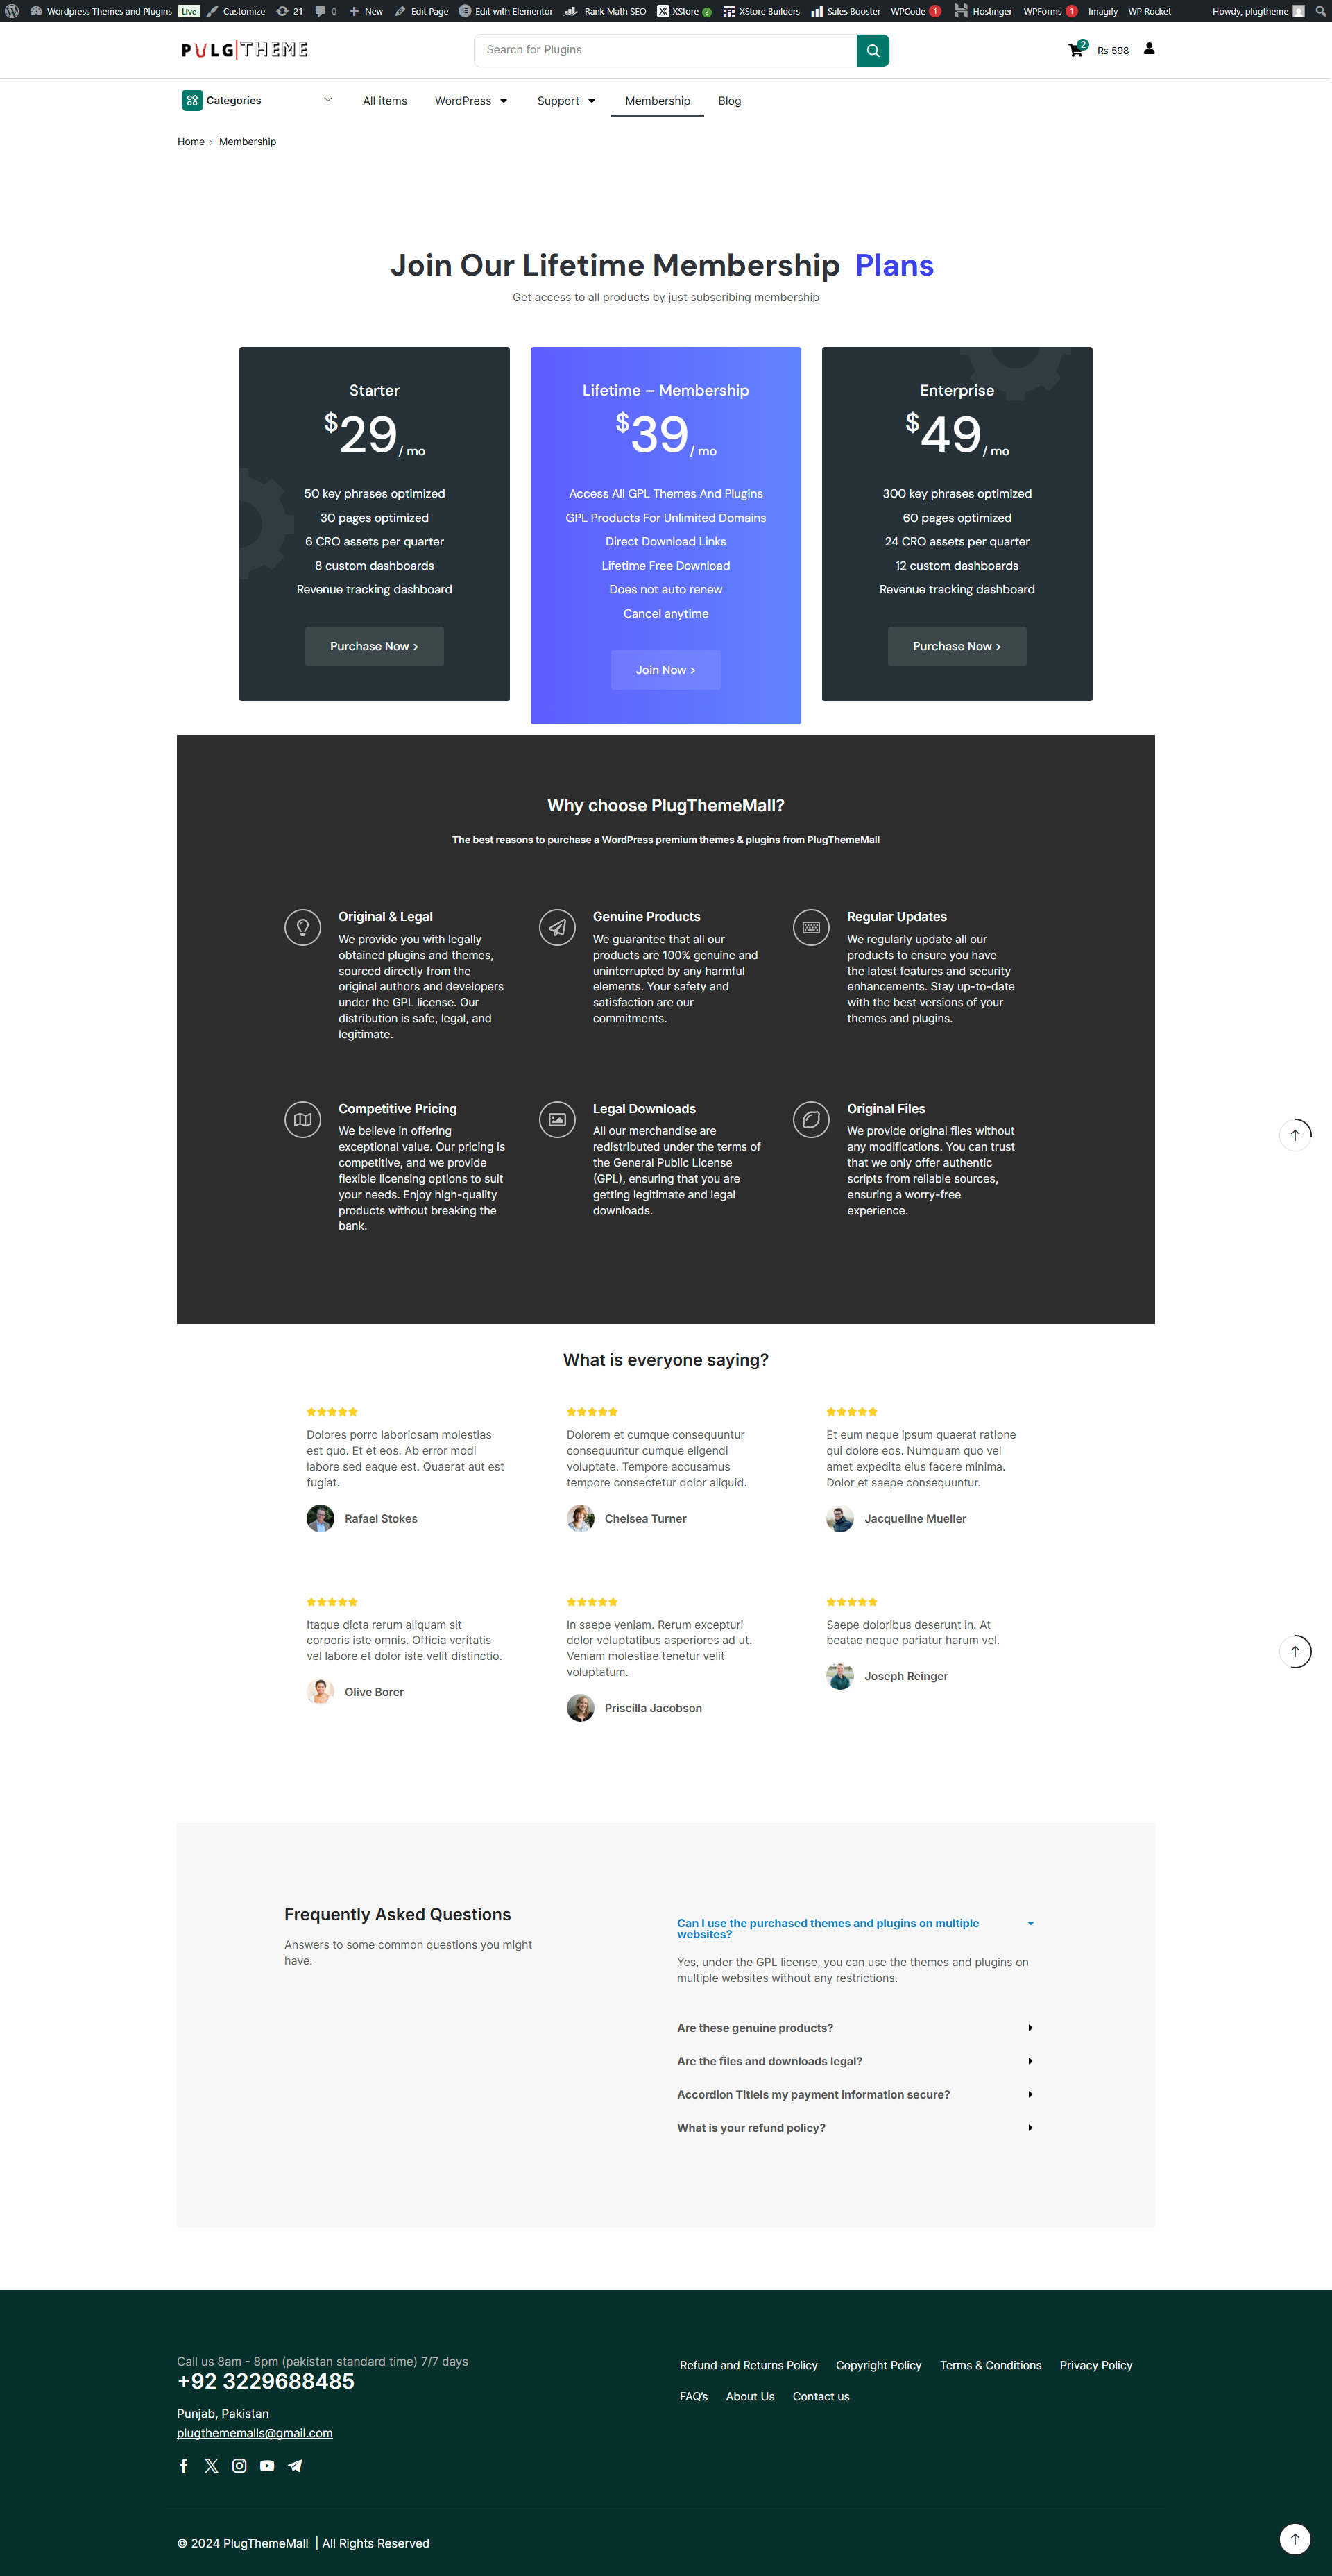 Wordpress Themes and Plugins Live Customize 21 0 New Edit Page Edit with Elementor Rank Math SEO XStore 2 XStore Builders Sales Booster WPCode 1 Hostinger WPForms 1 Imagify WP Rocket Howdy, plugtheme
PULG THEME Search for Plugins 2 ₨ 598
Categories All items WordPress Support Membership Blog
Home > Membership
Join Our Lifetime Membership Plans
Get access to all products by just subscribing membership
Starter
$29/ mo
50 key phrases optimized
30 pages optimized
6 CRO assets per quarter
8 custom dashboards
Revenue tracking dashboard
Purchase Now >
Lifetime – Membership
$39/ mo
Access All GPL Themes And Plugins
GPL Products For Unlimited Domains
Direct Download Links
Lifetime Free Download
Does not auto renew
Cancel anytime
Join Now >
Enterprise
$49/ mo
300 key phrases optimized
60 pages optimized
24 CRO assets per quarter
12 custom dashboards
Revenue tracking dashboard
Purchase Now >
Why choose PlugThemeMall?
The best reasons to purchase a WordPress premium themes & plugins from PlugThemeMall
Original & Legal
We provide you with legally
obtained plugins and themes,
sourced directly from the
original authors and developers
under the GPL license. Our
distribution is safe, legal, and
legitimate.
Genuine Products
We guarantee that all our
products are 100% genuine and
uninterrupted by any harmful
elements. Your safety and
satisfaction are our
commitments.
Regular Updates
We regularly update all our
products to ensure you have
the latest features and security
enhancements. Stay up-to-date
with the best versions of your
themes and plugins.
Competitive Pricing
We believe in offering
exceptional value. Our pricing is
competitive, and we provide
flexible licensing options to suit
your needs. Enjoy high-quality
products without breaking the
bank.
Legal Downloads
All our merchandise are
redistributed under the terms of
the General Public License
(GPL), ensuring that you are
getting legitimate and legal
downloads.
Original Files
We provide original files without
any modifications. You can trust
that we only offer authentic
scripts from reliable sources,
ensuring a worry-free
experience.
What is everyone saying?
Dolores porro laboriosam molestias
est quo. Et et eos. Ab error modi
labore sed eaque est. Quaerat aut est
fugiat.
Rafael Stokes
Dolorem et cumque consequuntur
consequuntur cumque eligendi
voluptate. Tempore accusamus
tempore consectetur dolor aliquid.
Chelsea Turner
Et eum neque ipsum quaerat ratione
qui dolore eos. Numquam quo vel
amet expedita eius facere minima.
Dolor et saepe consequuntur.
Jacqueline Mueller
Itaque dicta rerum aliquam sit
corporis iste omnis. Officia veritatis
vel labore et dolor iste velit distinctio.
Olive Borer
In saepe veniam. Rerum excepturi
dolor voluptatibus asperiores ad ut.
Veniam molestiae tenetur velit
voluptatum.
Priscilla Jacobson
Saepe doloribus deserunt in. At
beatae neque pariatur harum vel.
Joseph Reinger
Frequently Asked Questions
Answers to some common questions you might
have.
Can I use the purchased themes and plugins on multiple
websites?
Yes, under the GPL license, you can use the themes and plugins on
multiple websites without any restrictions.
Are these genuine products?
Are the files and downloads legal?
Accordion TitleIs my payment information secure?
What is your refund policy?
Call us 8am - 8pm (pakistan standard time) 7/7 days
+92 3229688485
Punjab, Pakistan
plugthememalls@gmail.com
Refund and Returns Policy Copyright Policy Terms & Conditions Privacy Policy
FAQ's About Us Contact us
© 2024 PlugThemeMall | All Rights Reserved